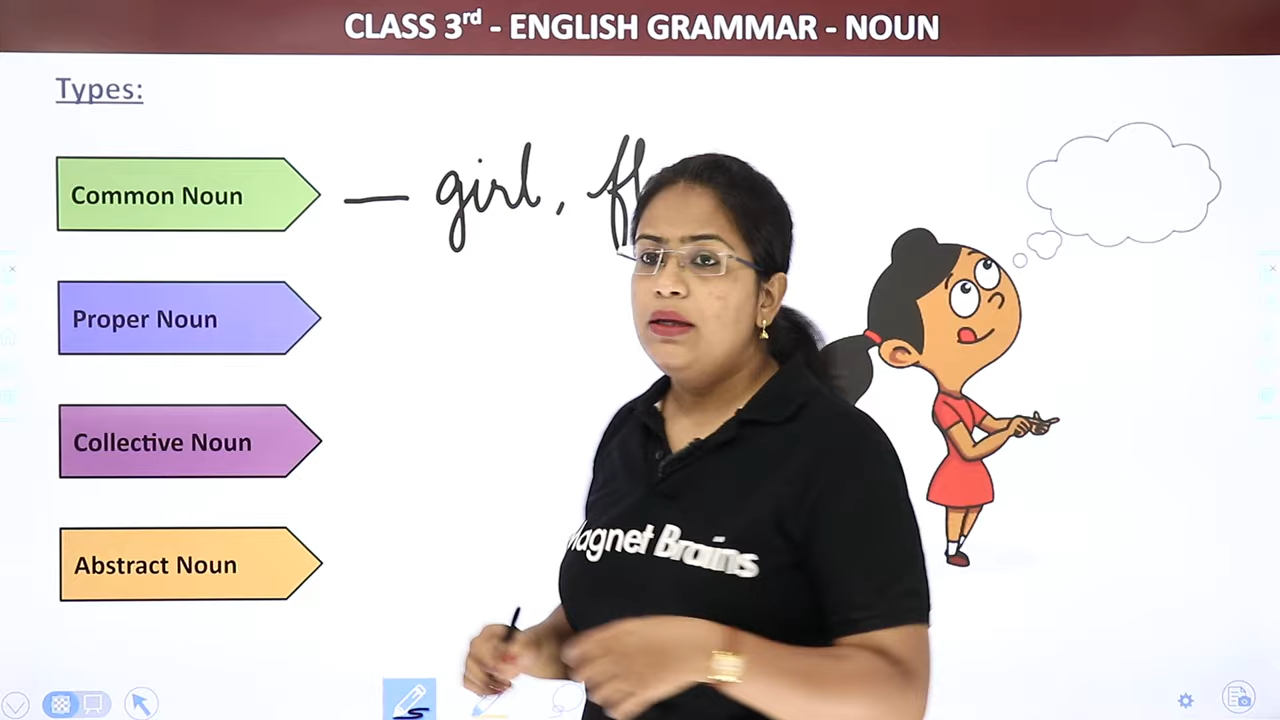 CLASS 3rd - ENGLISH GRAMMAR - NOUN
Types:
Common Noun
— girl,
Proper Noun
Collective Noun
Abstract Noun
Magnet Brains